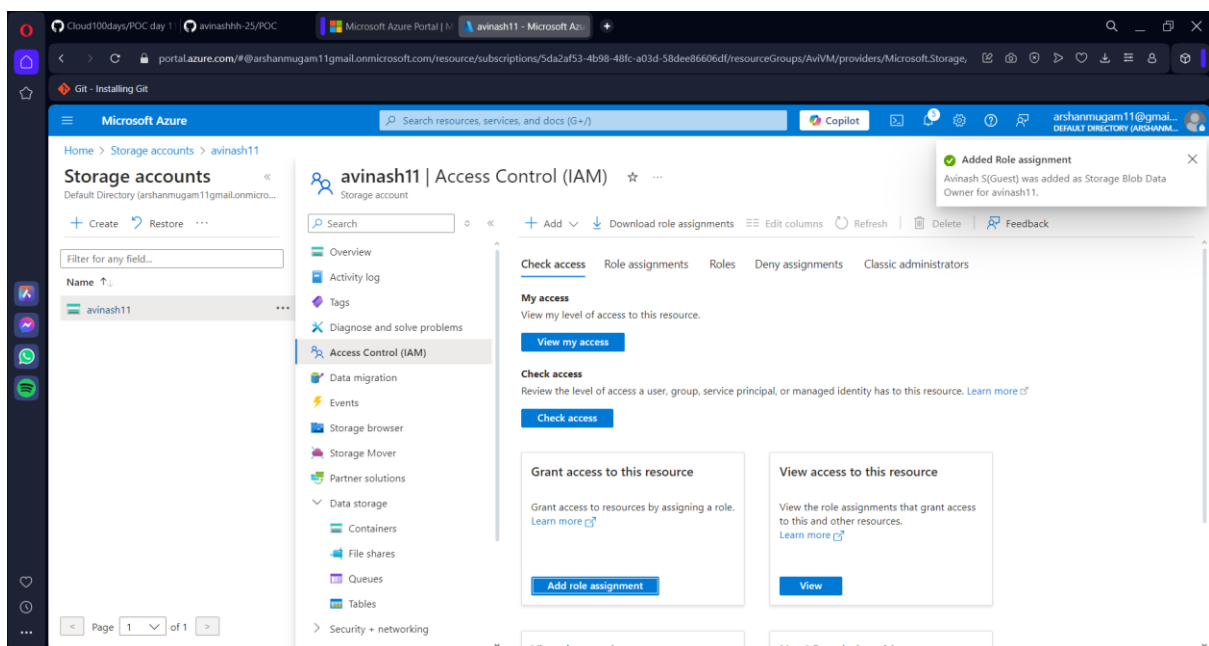 Cloud100days/POC day 1
avinashhh-25/POC
Microsoft Azure Portal | M
avinash11 - Microsoft Azu
portal.azure.com/#@arshanmugam11gmail.onmicrosoft.com/resource/subscriptions/5da2af53-4b98-48fc-a03d-58dee86606df/resourceGroups/AviVM/providers/Microsoft.Storage,
Git - Installing Git
Microsoft Azure
Search resources, services, and docs (G+/)
Copilot
3
arshanmugam11@gmai...
DEFAULT DIRECTORY (ARSHANM...
Home > Storage accounts > avinash11
Added Role assignment
Avinash S(Guest) was added as Storage Blob Data
Owner for avinash11.
Storage accounts
Default Directory (arshanmugam11gmail.onmicro...
+ Create
Restore
...
Filter for any field...
Name ↑↓
avinash11
...
Page 1 of 1
avinash11 | Access Control (IAM)
Storage account
Search
Overview
Activity log
Tags
Diagnose and solve problems
Access Control (IAM)
Data migration
Events
Storage browser
Storage Mover
Partner solutions
Data storage
Containers
File shares
Queues
Tables
Security + networking
+ Add
Download role assignments
Edit columns
Refresh
Delete
Feedback
Check access
Role assignments
Roles
Deny assignments
Classic administrators
My access
View my level of access to this resource.
View my access
Check access
Review the level of access a user, group, service principal, or managed identity has to this resource. Learn more
Check access
Grant access to this resource
Grant access to resources by assigning a role.
Learn more
Add role assignment
View access to this resource
View the role assignments that grant access
to this and other resources.
Learn more
View